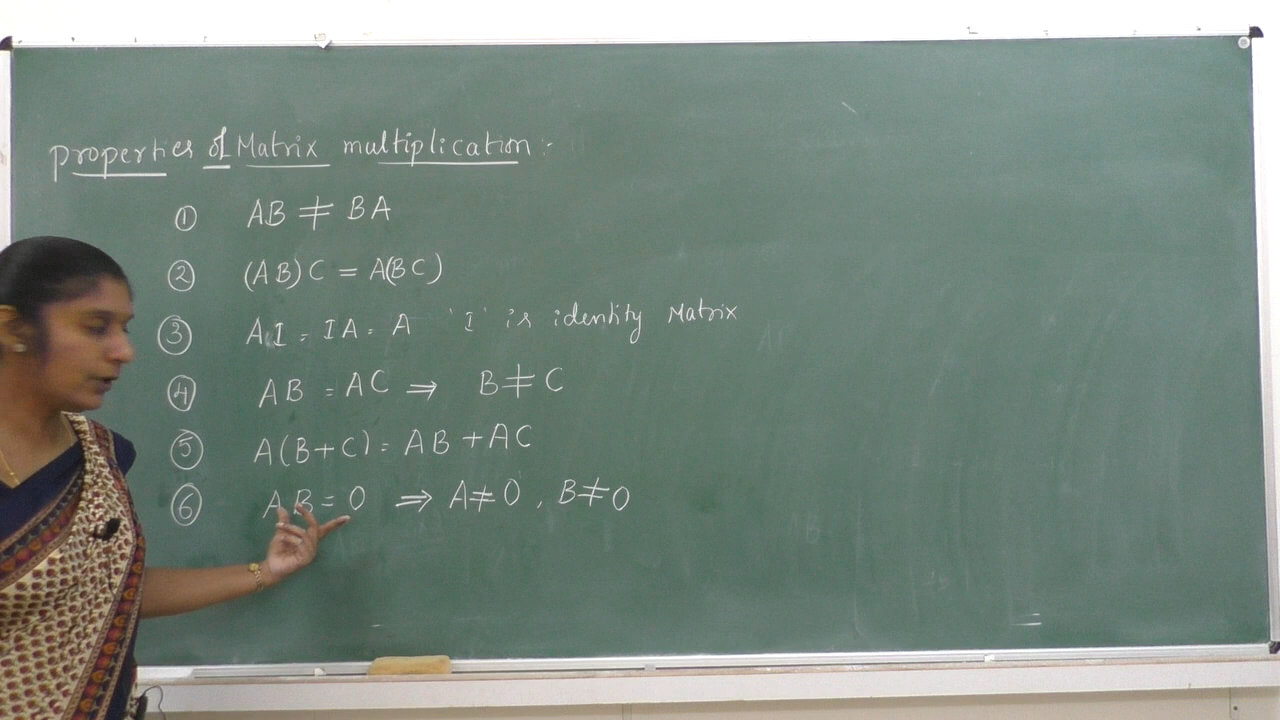 properties of Matrix multiplication :-
① AB ≠ BA
② (AB)C = A(BC)
③ AI = IA = A 'I' is identity Matrix
④ AB = AC ⇒ B ≠ C
⑤ A(B+C) = AB + AC
⑥ AB = 0 ⇒ A ≠ 0 , B ≠ 0